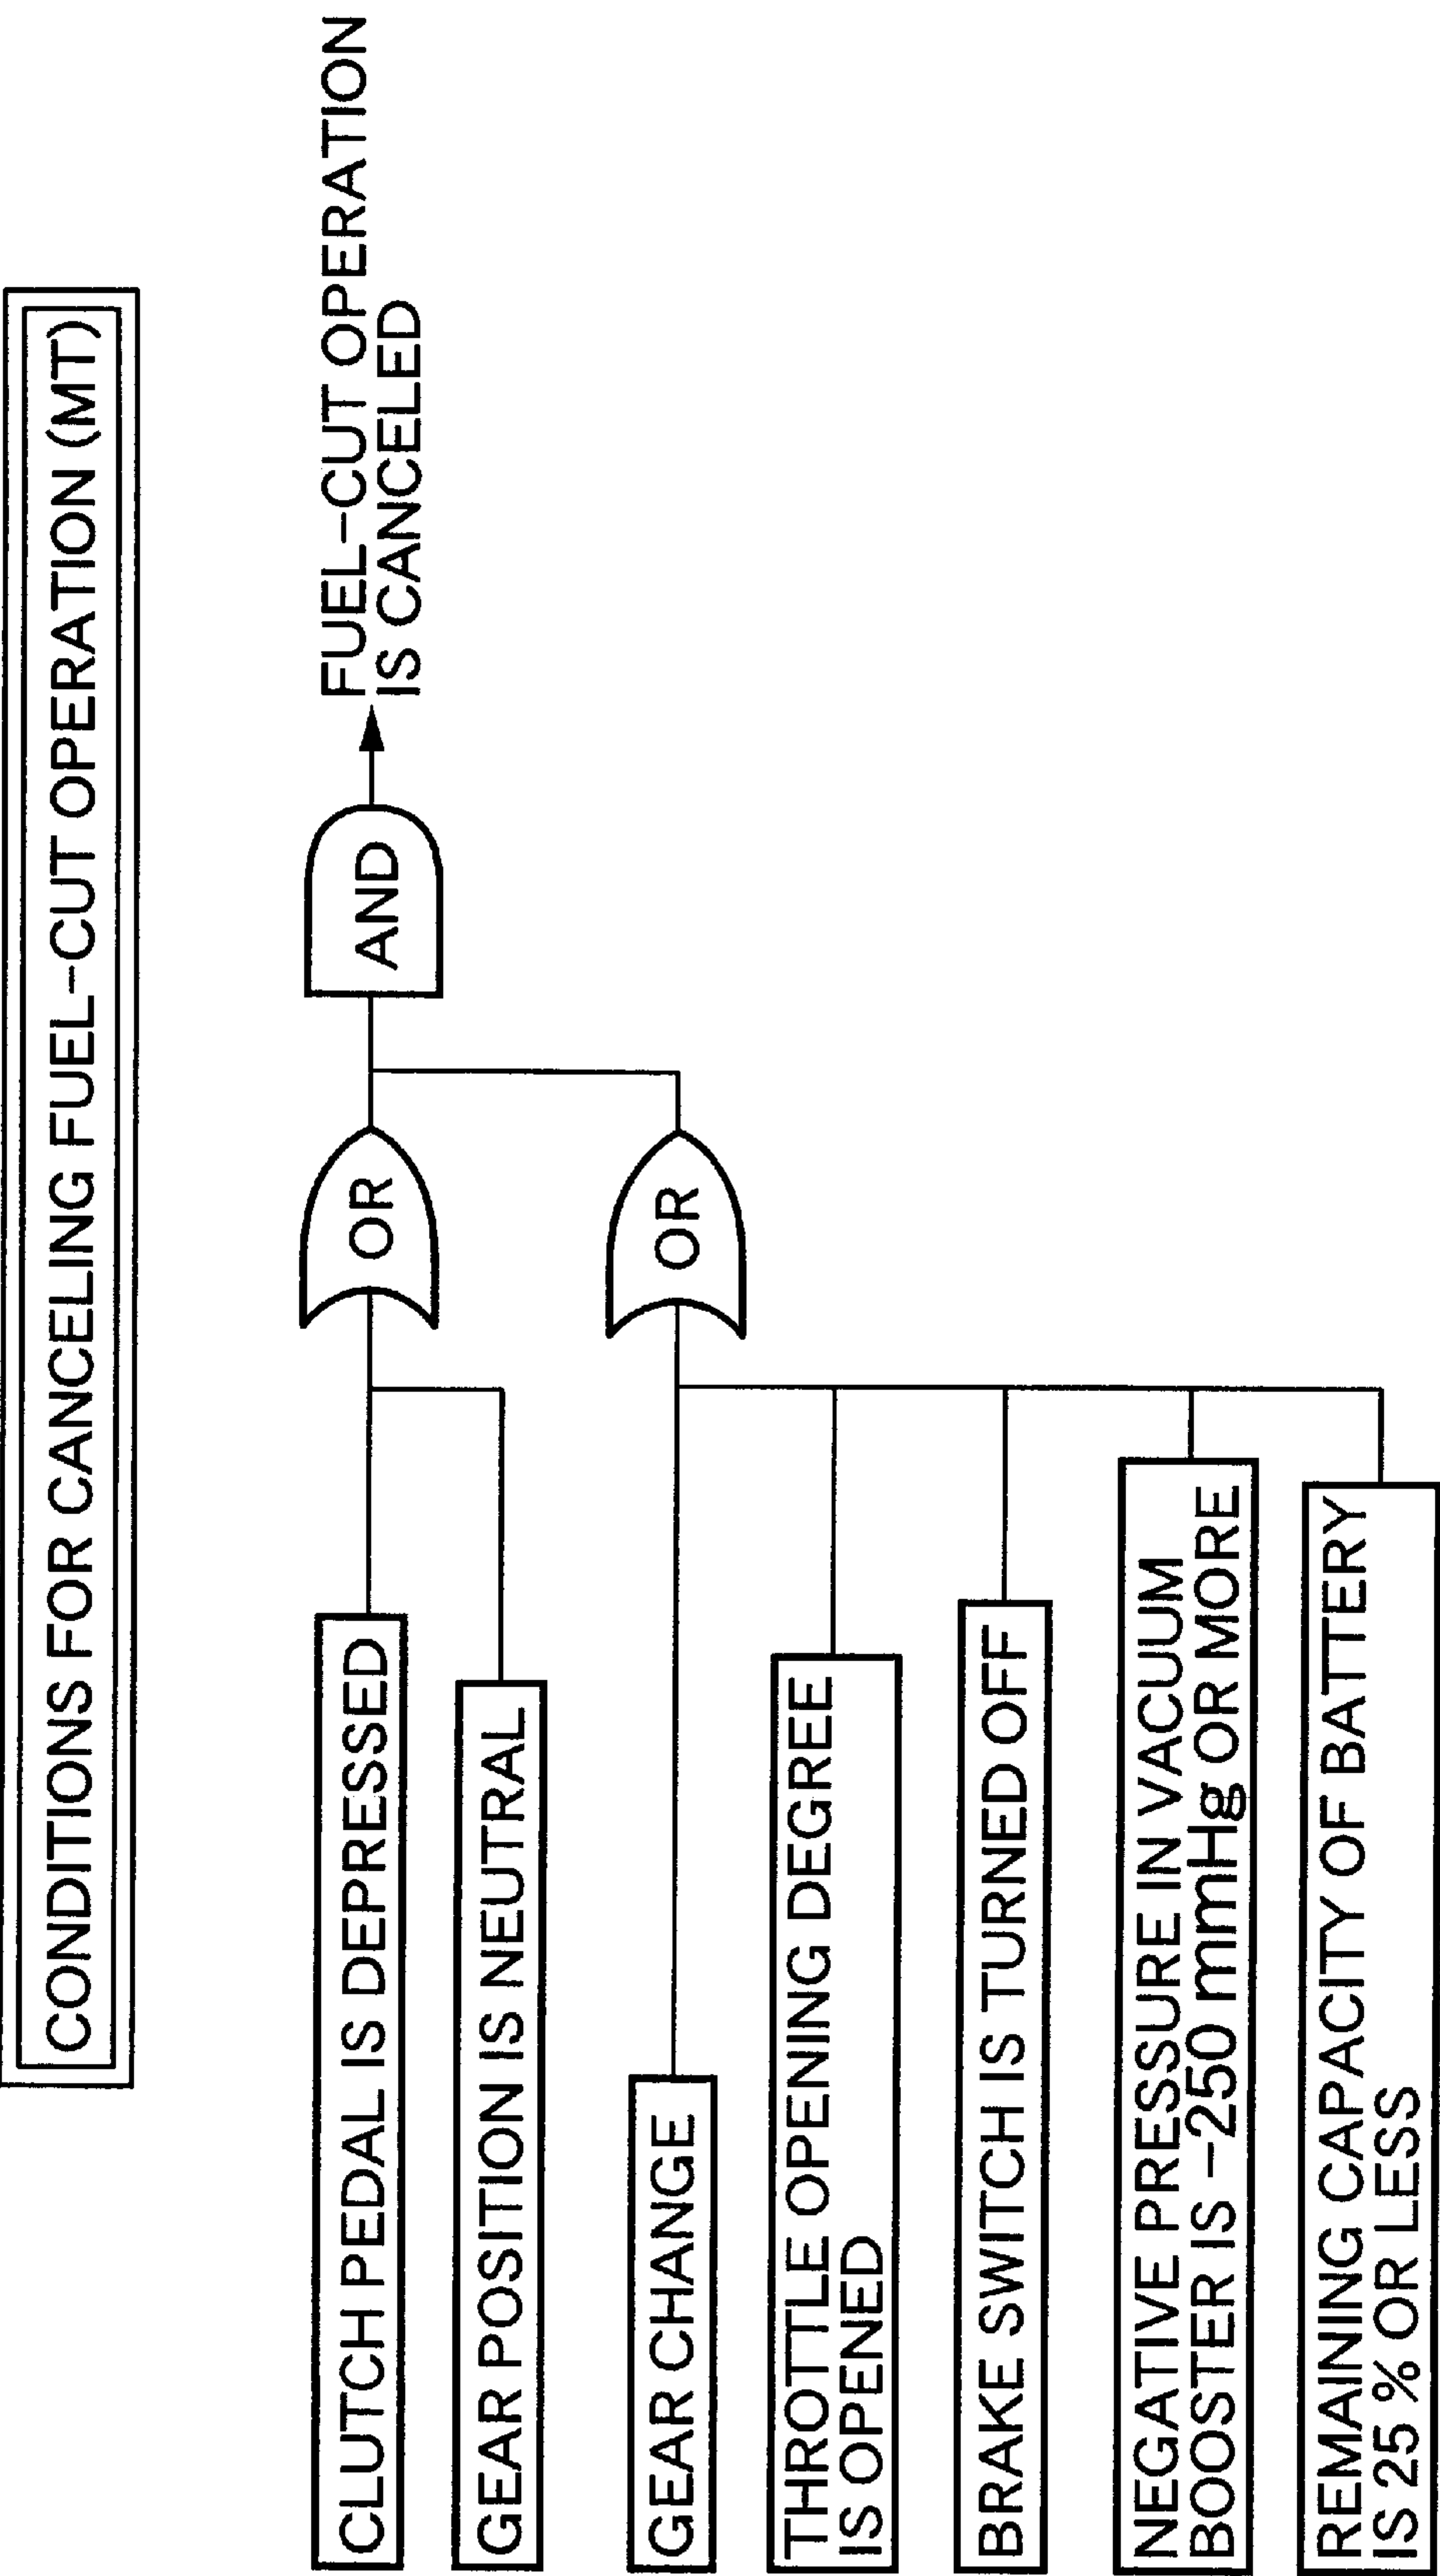 CONDITIONS FOR CANCELING FUEL-CUT OPERATION (MT)
CLUTCH PEDAL IS DEPRESSED
GEAR POSITION IS NEUTRAL
OR
AND
FUEL-CUT OPERATION
IS CANCELED
GEAR CHANGE
OR
THROTTLE OPENING DEGREE
IS OPENED
BRAKE SWITCH IS TURNED OFF
NEGATIVE PRESSURE IN VACUUM
BOOSTER IS -250 mmHg OR MORE
REMAINING CAPACITY OF BATTERY
IS 25 % OR LESS